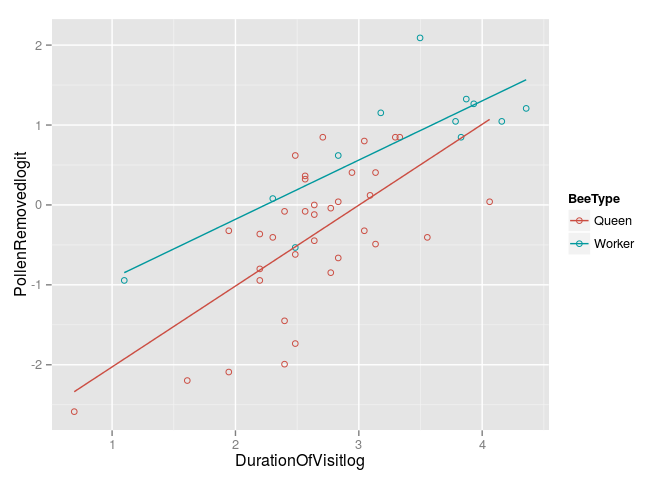 2
1
0
-1
-2
PollenRemovedlogit
1
2
3
4
DurationOfVisitlog
BeeType
Queen
Worker